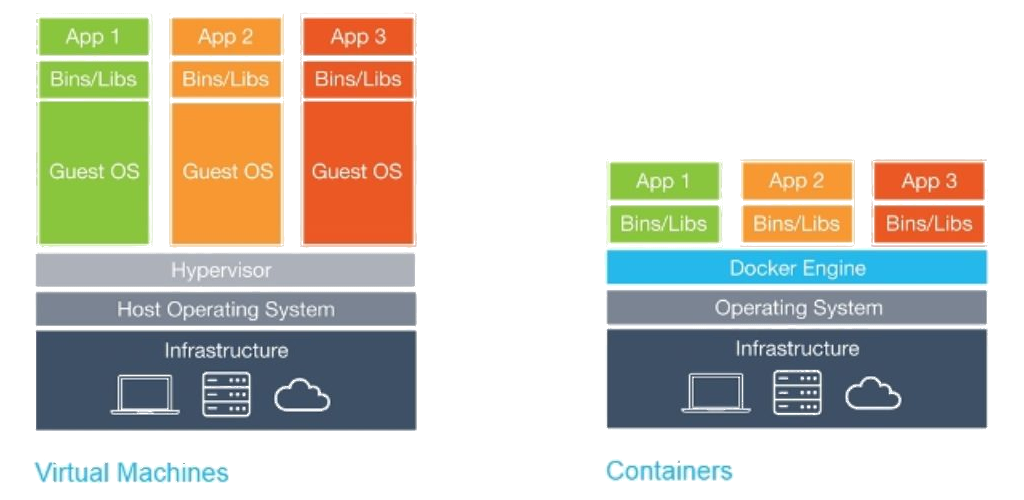 App 1
App 2
App 3
Bins/Libs
Bins/Libs
Bins/Libs
Guest OS
Guest OS
Guest OS
Hypervisor
Host Operating System
Infrastructure
Virtual Machines
App 1
App 2
App 3
Bins/Libs
Bins/Libs
Bins/Libs
Docker Engine
Operating System
Infrastructure
Containers